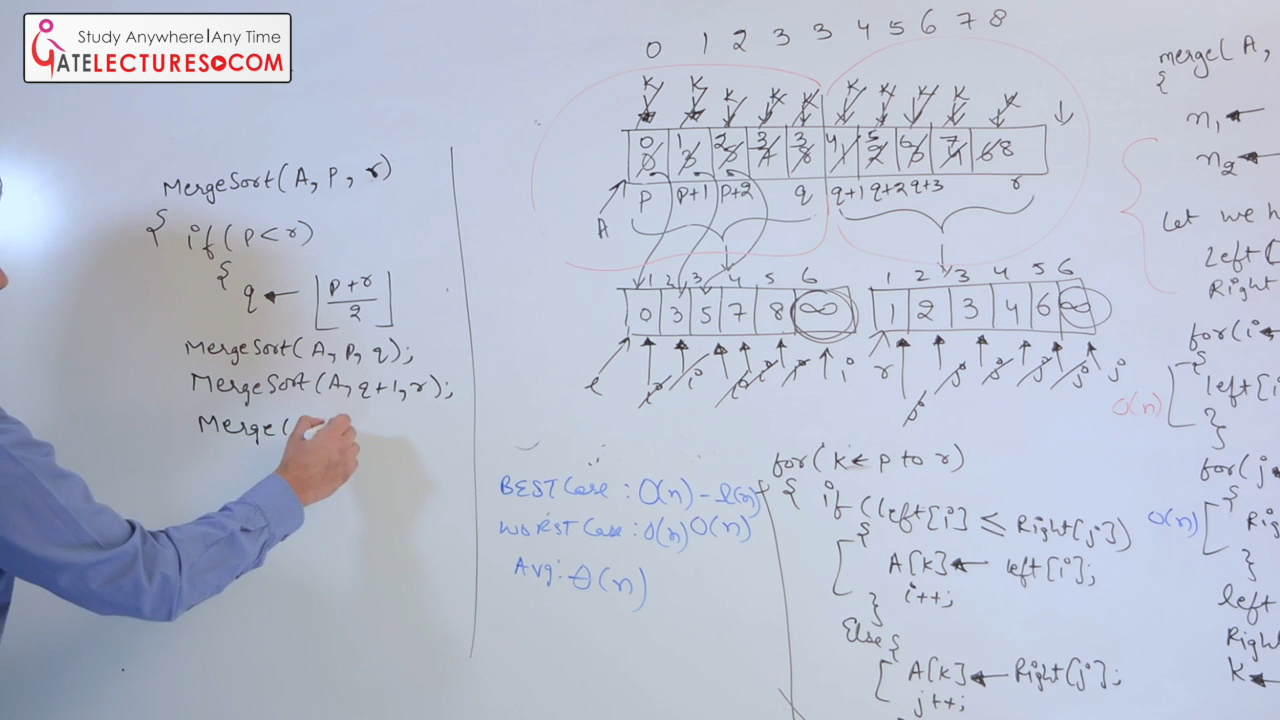 Study Anywhere|Any Time
GATELECTURES.COM
MergeSort(A, P, r)
{ if(p<r)
{
q ← ⌊p+r/2⌋
MergeSort(A, p, q);
MergeSort(A, q+1, r);
Merge(
0 1 2 3 3 4 5 6 7 8
K K K K K K K K K K
A
p p+1 p+2 q q+1 q+2 q+3 r
1 2 3 4 5 6
0 3 5 7 8 ∞
l i i
1 2 3 4 5 6
1 2 3 4 6 ∞
r j j j j j j
BEST Case : O(n) -
WORST Case : O(n) O(n)
Avg: θ(n)
for(k← p to r)
{ if (left[i] ≤ Right[j])
{
A[k]← left[i];
i++;
}
Else{
A[k]← Right[j];
j++;
merge(A,
{
n1 ←
n2 ←
Let we h
Left[
Right
for(i←
{
O(n)
left[i
}
for(j←
{
O(n)
Rig
}
left
Right
k←